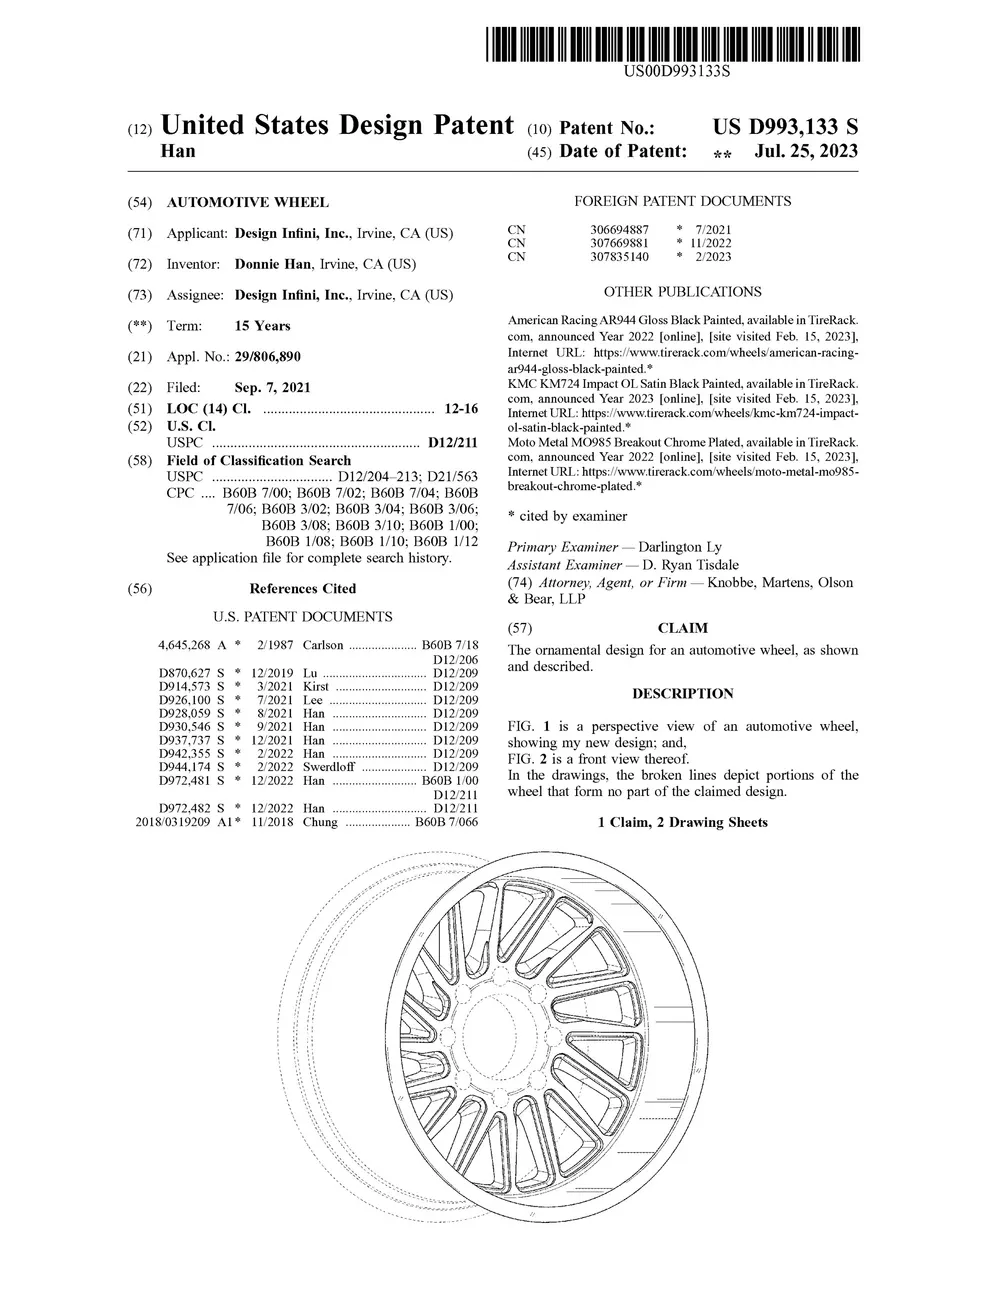 US00D993133S
(12) United States Design Patent
Han
(10) Patent No.: US D993,133 S
(45) Date of Patent: ** Jul. 25, 2023
(54) AUTOMOTIVE WHEEL
(71) Applicant: Design Infini, Inc., Irvine, CA (US)
(72) Inventor: Donnie Han, Irvine, CA (US)
(73) Assignee: Design Infini, Inc., Irvine, CA (US)
(**) Term: 15 Years
(21) Appl. No.: 29/806,890
(22) Filed: Sep. 7, 2021
(51) LOC (14) Cl. ............................................... 12-16
(52) U.S. Cl.
USPC ......................................................... D12/211
(58) Field of Classification Search
USPC ................................. D12/204–213; D21/563
CPC .... B60B 7/00; B60B 7/02; B60B 7/04; B60B
7/06; B60B 3/02; B60B 3/04; B60B 3/06;
B60B 3/08; B60B 3/10; B60B 1/00;
B60B 1/08; B60B 1/10; B60B 1/12
See application file for complete search history.
(56) References Cited
U.S. PATENT DOCUMENTS
4,645,268 A * 2/1987 Carlson ..................... B60B 7/18
D12/206
D870,627 S * 12/2019 Lu ................................. D12/209
D914,573 S * 3/2021 Kirst ............................. D12/209
D926,100 S * 7/2021 Lee ............................... D12/209
D928,059 S * 8/2021 Han .............................. D12/209
D930,546 S * 9/2021 Han .............................. D12/209
D937,737 S * 12/2021 Han .............................. D12/209
D942,355 S * 2/2022 Han .............................. D12/209
D944,174 S * 2/2022 Swerdloff .................... D12/209
D972,481 S * 12/2022 Han .......................... B60B 1/00
D12/211
D972,482 S * 12/2022 Han .............................. D12/211
2018/0319209 A1* 11/2018 Chung .................... B60B 7/066
FOREIGN PATENT DOCUMENTS
CN 306694887 * 7/2021
CN 307669881 * 11/2022
CN 307835140 * 2/2023
OTHER PUBLICATIONS
American Racing AR944 Gloss Black Painted, available in TireRack.
com, announced Year 2022 [online], [site visited Feb. 15, 2023],
Internet URL: https://www.tirerack.com/wheels/american-racing-
ar944-gloss-black-painted.*
KMC KM724 Impact OL Satin Black Painted, available in TireRack.
com, announced Year 2023 [online], [site visited Feb. 15, 2023],
Internet URL: https://www.tirerack.com/wheels/kmc-km724-impact-
ol-satin-black-painted.*
Moto Metal MO985 Breakout Chrome Plated, available in TireRack.
com, announced Year 2022 [online], [site visited Feb. 15, 2023],
Internet URL: https://www.tirerack.com/wheels/moto-metal-mo985-
breakout-chrome-plated.*
* cited by examiner
Primary Examiner — Darlington Ly
Assistant Examiner — D. Ryan Tisdale
(74) Attorney, Agent, or Firm — Knobbe, Martens, Olson
& Bear, LLP
(57) CLAIM
The ornamental design for an automotive wheel, as shown
and described.
DESCRIPTION
FIG. 1 is a perspective view of an automotive wheel,
showing my new design; and,
FIG. 2 is a front view thereof.
In the drawings, the broken lines depict portions of the
wheel that form no part of the claimed design.
1 Claim, 2 Drawing Sheets